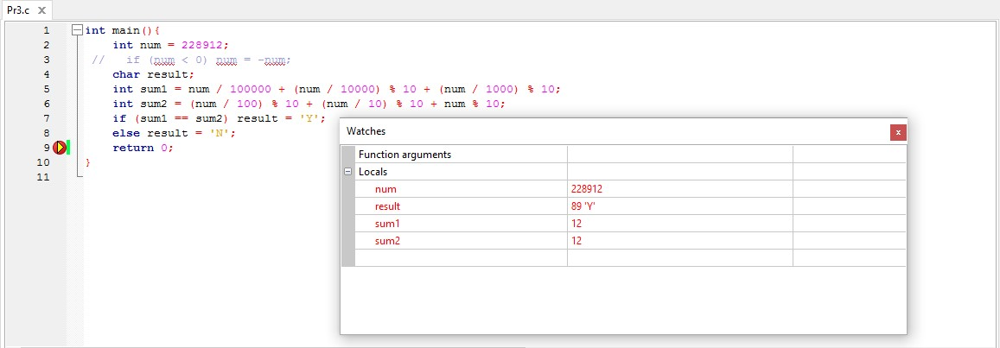 Pr3.c X
1 int main(){
2 int num = 228912;
3 // if (num < 0) num = -num;
4 char result;
5 int sum1 = num / 100000 + (num / 10000) % 10 + (num / 1000) % 10;
6 int sum2 = (num / 100) % 10 + (num / 10) % 10 + num % 10;
7 if (sum1 == sum2) result = 'Y';
8 else result = 'N';
9 return 0;
10 }
11
Watches x
Function arguments
Locals
num 228912
result 89 'Y'
sum1 12
sum2 12